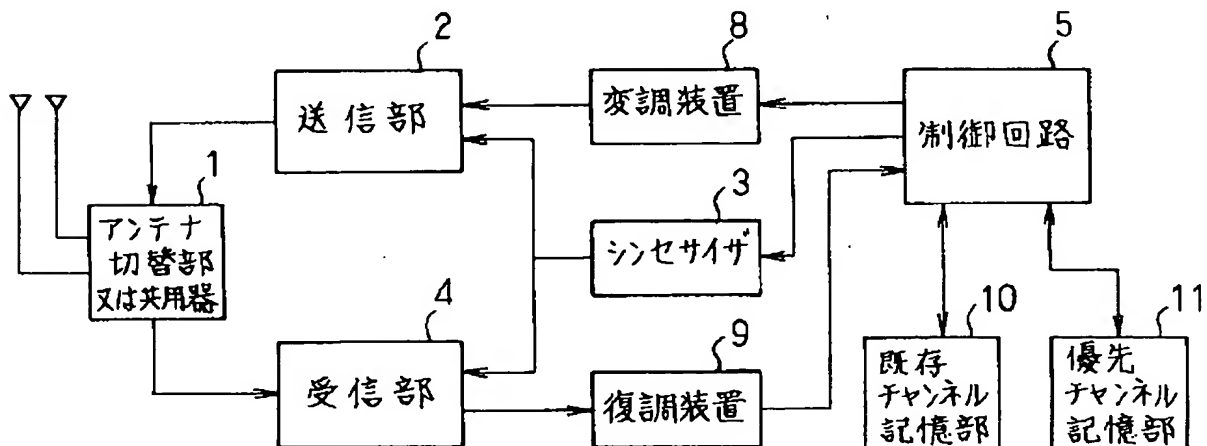 2
8
5
送信部
変調装置
制御回路
1
アンテナ
切替部
又は共用器
3
シンセサイザ
4
受信部
9
復調装置
10
既存
チャンネル
記憶部
11
優先
チャンネル
記憶部